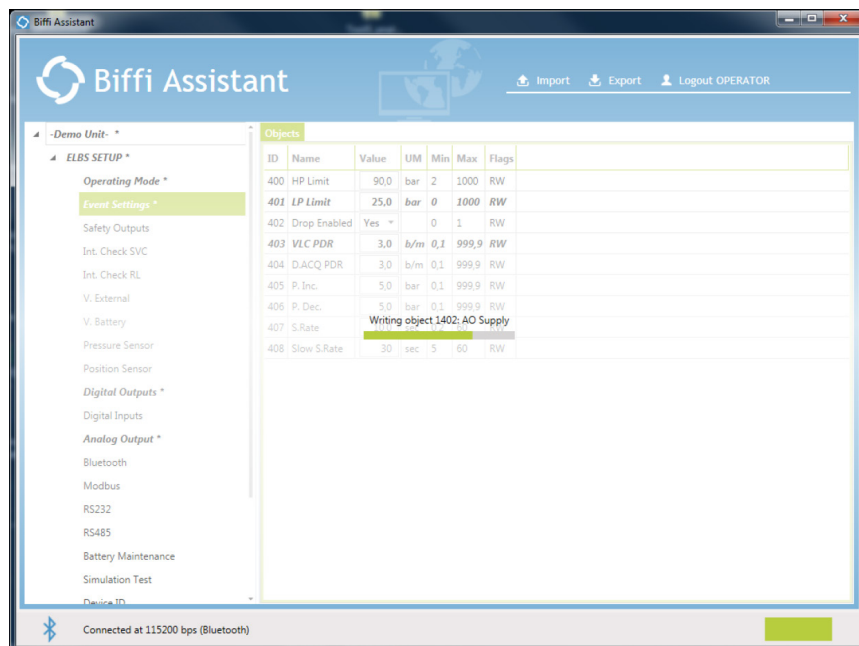 Biffi Assistant
Biffi Assistant
Import Export Logout OPERATOR
-Demo Unit- *
ELBS SETUP *
Operating Mode *
Event Settings *
Safety Outputs
Int. Check SVC
Int. Check RL
V. External
V. Battery
Pressure Sensor
Position Sensor
Digital Outputs *
Digital Inputs
Analog Output *
Bluetooth
Modbus
RS232
RS485
Battery Maintenance
Simulation Test
Device ID
Objects
ID Name Value UM Min Max Flags
400 HP Limit 90,0 bar 2 1000 RW
401 LP Limit 25,0 bar 0 1000 RW
402 Drop Enabled Yes 0 1 RW
403 VLC PDR 3,0 b/m 0,1 999,9 RW
404 D.ACQ PDR 3,0 b/m 0,1 999,9 RW
405 P. Inc. 5,0 bar 0,1 999,9 RW
406 P. Dec. 5,0 bar 0,1 999,9 RW
Writing object 1402: AO Supply
407 S.Rate sec
408 Slow S.Rate 30 sec 5 60 RW
Connected at 115200 bps (Bluetooth)